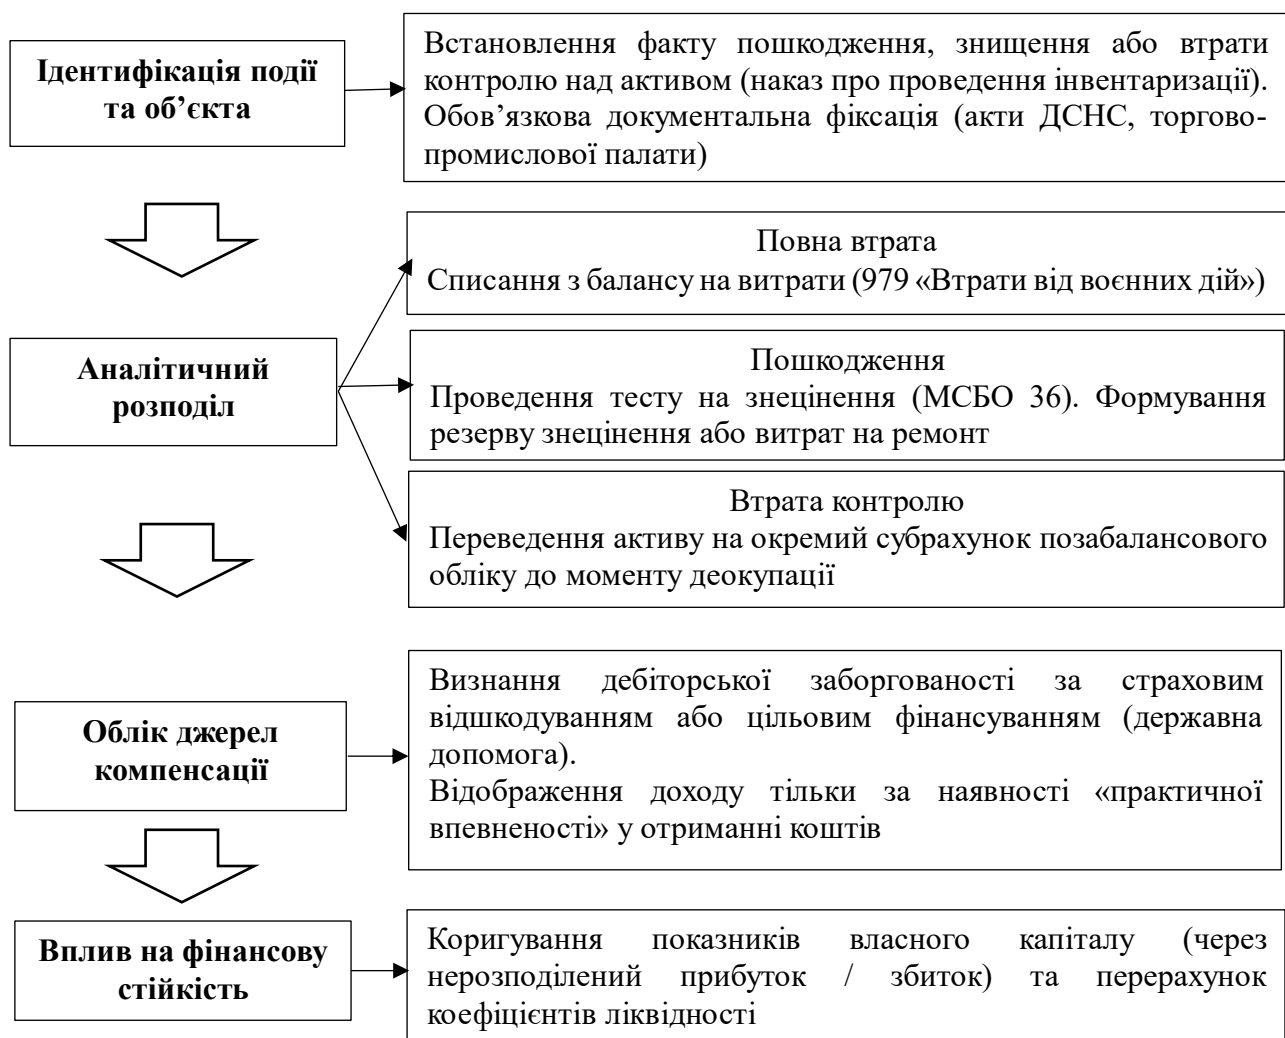 Ідентифікація події
та об’єкта
Встановлення факту пошкодження, знищення або втрати
контролю над активом (наказ про проведення інвентаризації).
Обов’язкова документальна фіксація (акти ДСНС, торгово-
промислової палати)
Повна втрата
Списання з балансу на витрати (979 «Втрати від воєнних дій»)
Аналітичний
розподіл
Пошкодження
Проведення тесту на знецінення (МСБО 36). Формування
резерву знецінення або витрат на ремонт
Втрата контролю
Переведення активу на окремий субрахунок позабалансового
обліку до моменту деокупації
Облік джерел
компенсації
Визнання дебіторської заборгованості за страховим
відшкодуванням або цільовим фінансуванням (державна
допомога).
Відображення доходу тільки за наявності «практичної
впевненості» у отриманні коштів
Вплив на фінансову
стійкість
Коригування показників власного капіталу (через
нерозподілений прибуток / збиток) та перерахунок
коефіцієнтів ліквідності